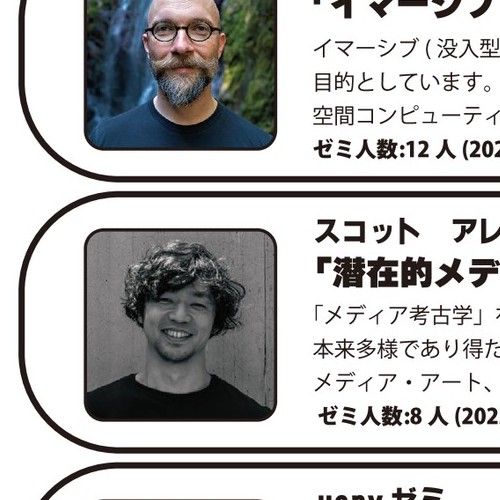 「イマーシブ
イマーシブ ( 没入型
目的としています。
空間コンピューティ
ゼミ人数:12 人 (202
スコット　アレ
「潜在的メデ
「メディア考古学」を
本来多様であり得た
メディア・アート、
ゼミ人数:8 人 (202
ゼミ